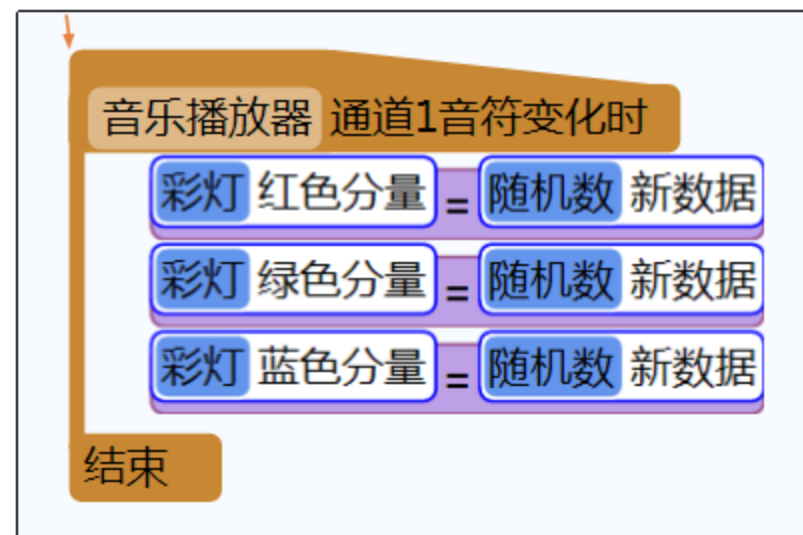 音乐播放器 通道1音符变化时
彩灯 红色分量 = 随机数 新数据
彩灯 绿色分量 = 随机数 新数据
彩灯 蓝色分量 = 随机数 新数据
结束